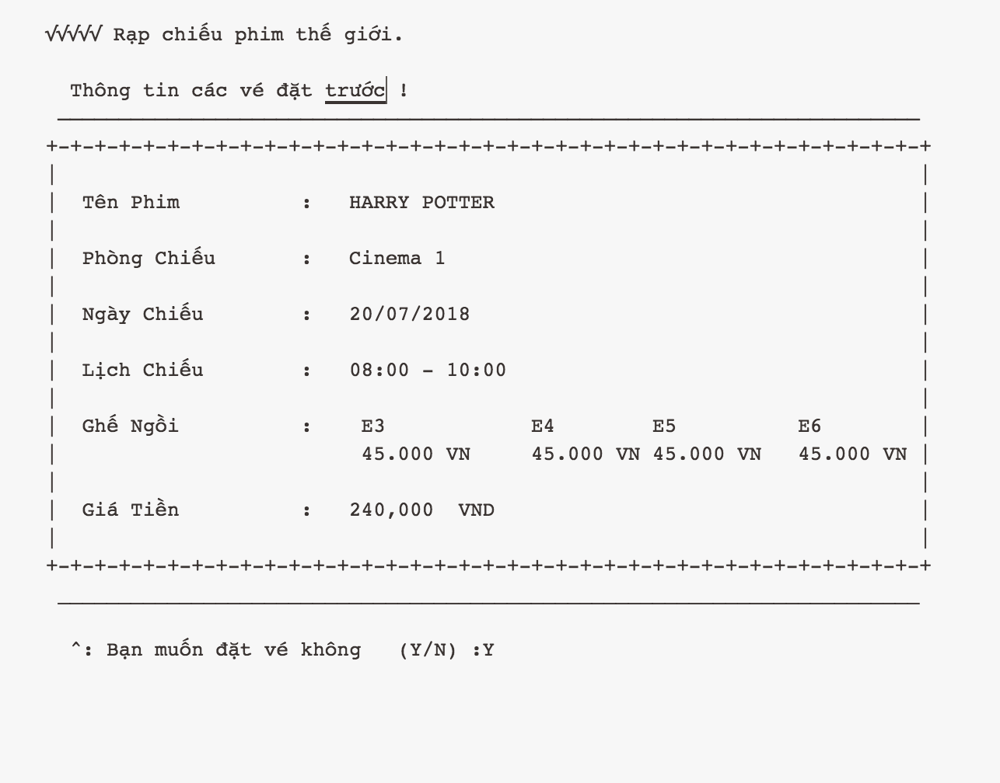 √√√√√ Rạp chiếu phim thế giới.
Thông tin các vé đặt trước !
+-+-+-+-+-+-+-+-+-+-+-+-+-+-+-+-+-+-+-+-+-+-+-+-+-+-+-+-+-+-+-+-+-+-+-+-+
| |
| Tên Phim : HARRY POTTER |
| |
| Phòng Chiếu : Cinema 1 |
| |
| Ngày Chiếu : 20/07/2018 |
| |
| Lịch Chiếu : 08:00 - 10:00 |
| |
| Ghế Ngồi : E3 E4 E5 E6 |
| 45.000 VN 45.000 VN 45.000 VN 45.000 VN |
| |
| Giá Tiền : 240,000 VND |
| |
+-+-+-+-+-+-+-+-+-+-+-+-+-+-+-+-+-+-+-+-+-+-+-+-+-+-+-+-+-+-+-+-+-+-+-+-+
^: Bạn muốn đặt vé không (Y/N) :Y